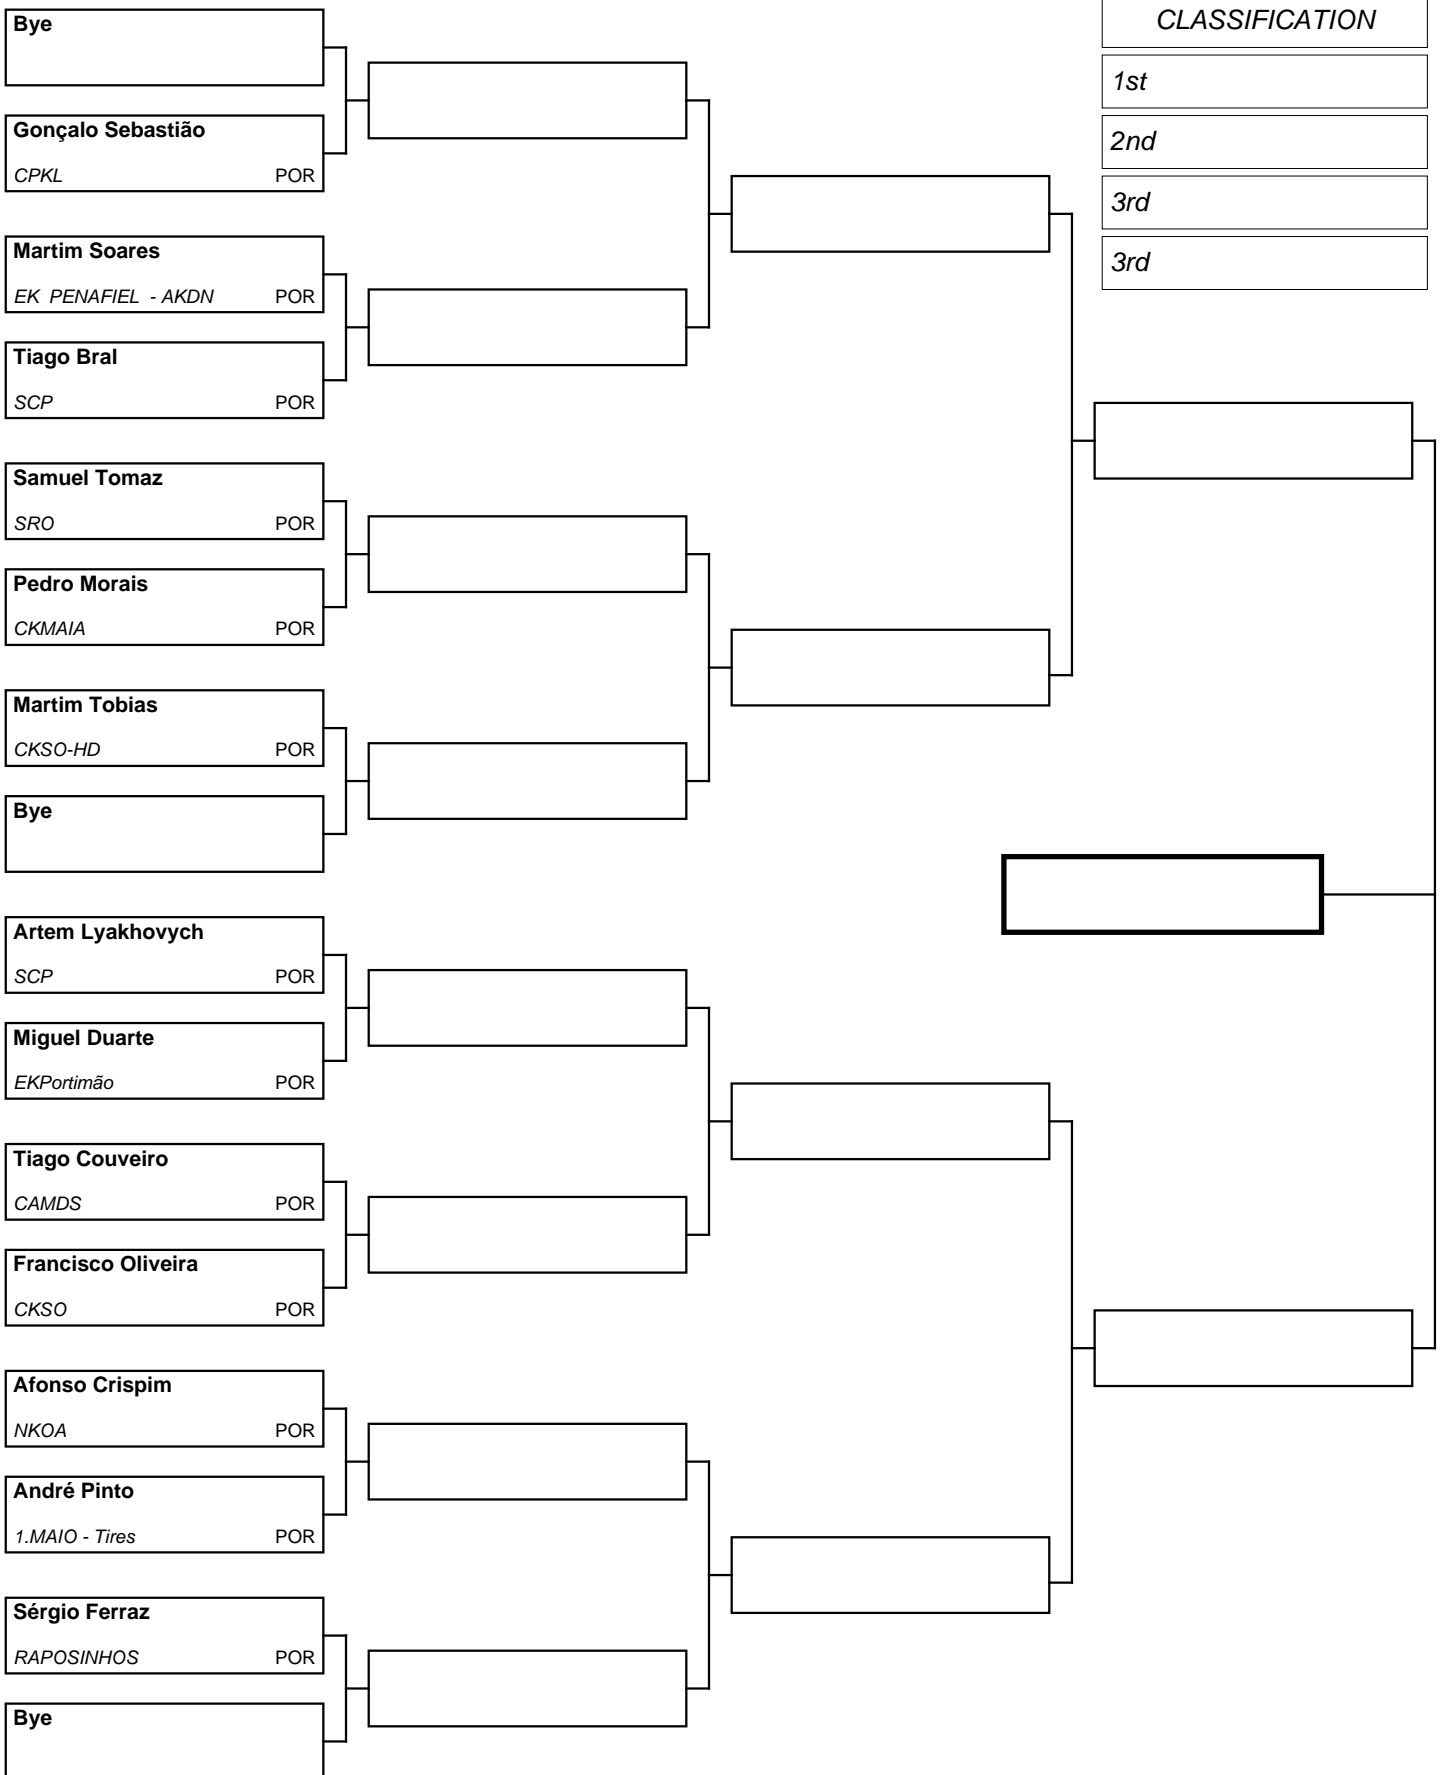 CLASSIFICATION
1st
2nd
3rd
3rd
Bye
Gonçalo Sebastião
CPKL POR
Martim Soares
EK PENAFIEL - AKDN POR
Tiago Bral
SCP POR
Samuel Tomaz
SRO POR
Pedro Morais
CKMAIA POR
Martim Tobias
CKSO-HD POR
Bye
Artem Lyakhovych
SCP POR
Miguel Duarte
EKPortimão POR
Tiago Couveiro
CAMDS POR
Francisco Oliveira
CKSO POR
Afonso Crispim
NKOA POR
André Pinto
1.MAIO - Tires POR
Sérgio Ferraz
RAPOSINHOS POR
Bye